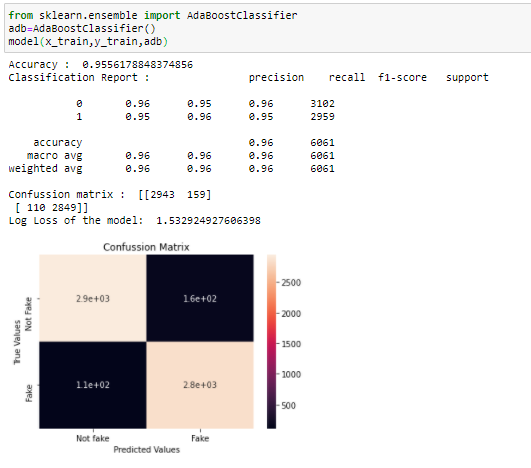 from sklearn.ensemble import AdaBoostClassifier
adb=AdaBoostClassifier()
model(x_train,y_train,adb)
Accuracy :  0.9556178848374856
Classification Report :               precision    recall  f1-score   support
0       0.96      0.95      0.96      3102
1       0.95      0.96      0.95      2959
accuracy                           0.96      6061
macro avg       0.96      0.96      0.96      6061
weighted avg       0.96      0.96      0.96      6061
Confussion matrix :  [[2943  159]
[ 110 2849]]
Log Loss of the model:  1.532924927606398
Confussion Matrix
True Values
Not Fake
Fake
2.9e+03
1.6e+02
1.1e+02
2.8e+03
Not fake
Fake
Predicted Values
2500
2000
1500
1000
500